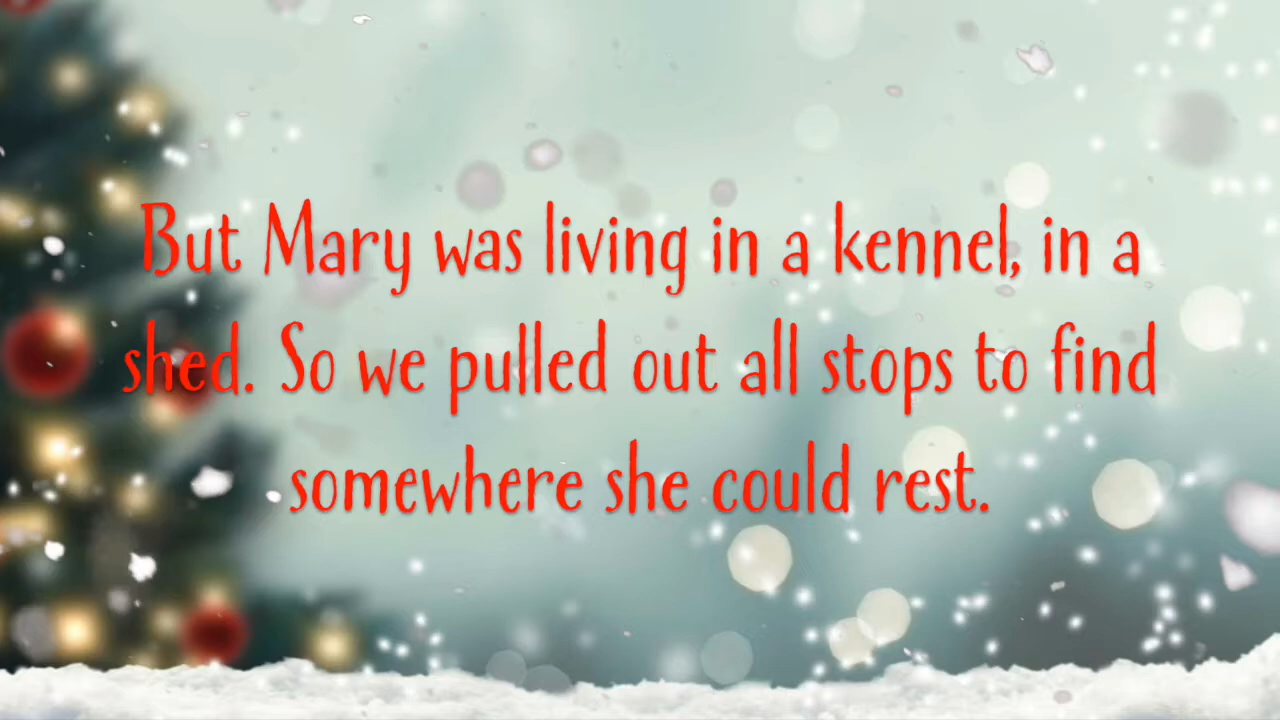 But Mary was living in a kennel, in a
shed. So we pulled out all stops to find
somewhere she could rest.